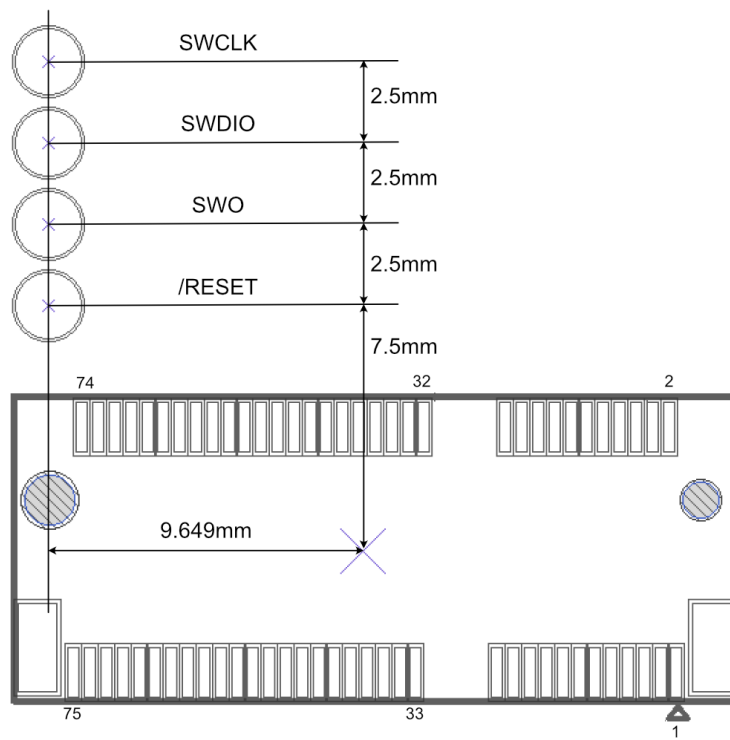 SWCLK
2.5mm
SWDIO
2.5mm
SWO
2.5mm
/RESET
7.5mm
74
32
2
9.649mm
75
33
1